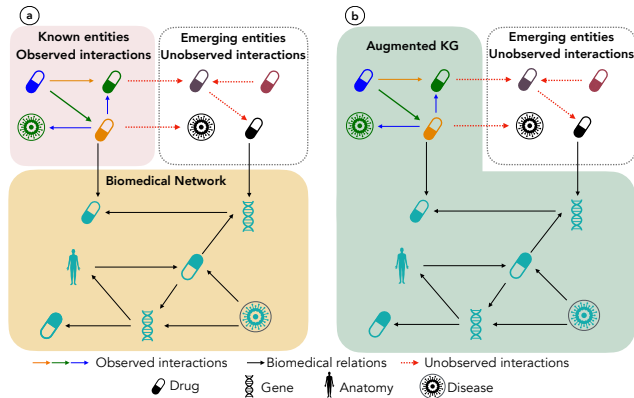 a
Known entities
Observed interactions
Emerging entities
Unobserved interactions
Biomedical Network
b
Augmented KG
Emerging entities
Unobserved interactions
Observed interactions
Biomedical relations
Unobserved interactions
Drug
Gene
Anatomy
Disease